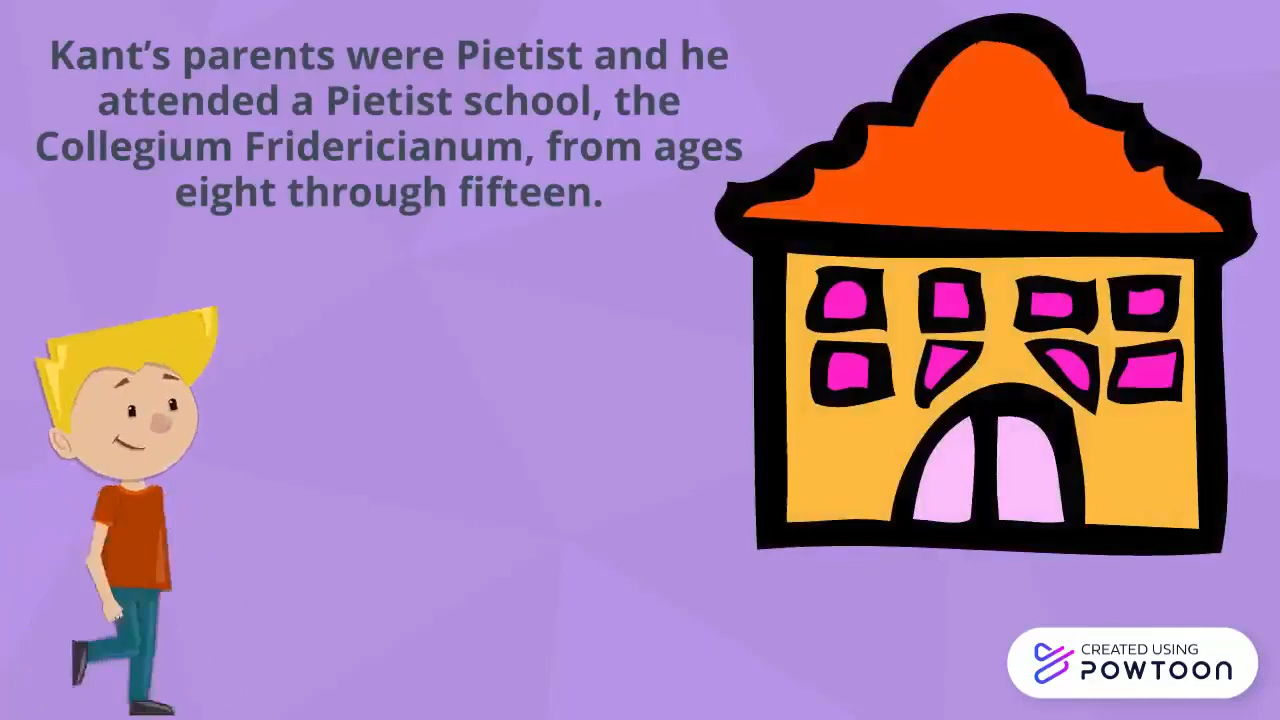 Kant’s parents were Pietist and he
attended a Pietist school, the
Collegium Fridericianum, from ages
eight through fifteen.
CREATED USING
POWTOON